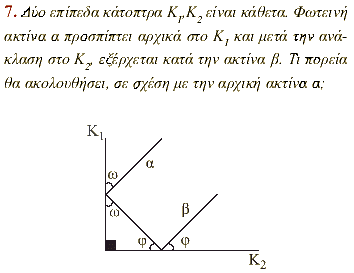 7. Δύο επίπεδα κάτοπτρα Κ₁, Κ₂ είναι κάθετα. Φωτεινή
ακτίνα α προσπίπτει αρχικά στο Κ₁ και μετά την ανά-
κλαση στο Κ₂, εξέρχεται κατά την ακτίνα β. Τι πορεία
θα ακολουθήσει, σε σχέση με την αρχική ακτίνα α;
Κ₁
α
ω
ω
β
φ
φ
Κ₂